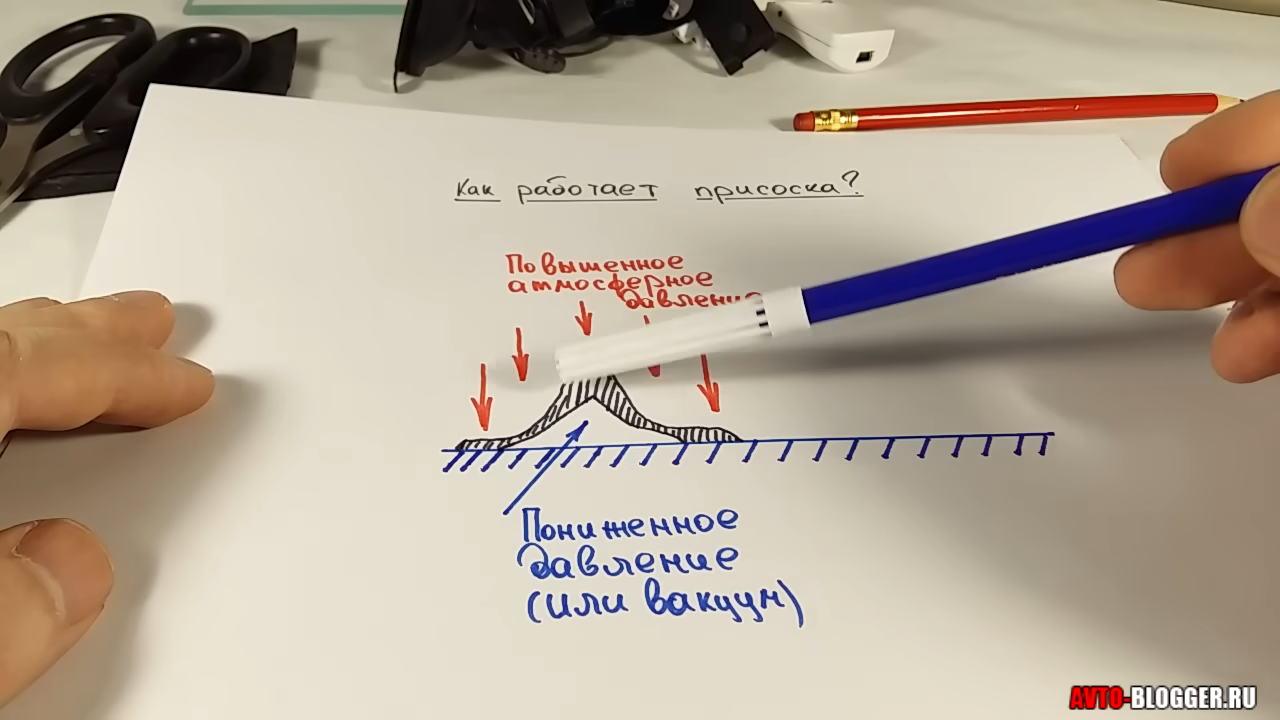 Как работает присоска?
Повышенное
атмосферное
давление
Пониженное
давление
(или вакуум)
AVTO-BLOGGER.RU